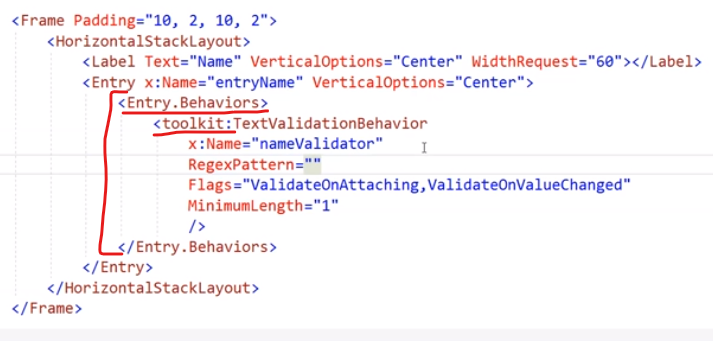 <Frame Padding="10, 2, 10, 2">
<HorizontalStackLayout>
<Label Text="Name" VerticalOptions="Center" WidthRequest="60"></Label>
<Entry x:Name="entryName" VerticalOptions="Center">
<Entry.Behaviors>
<toolkit:TextValidationBehavior
x:Name="nameValidator"
RegexPattern=""
Flags="ValidateOnAttaching,ValidateOnValueChanged"
MinimumLength="1"
/>
</Entry.Behaviors>
</Entry>
</HorizontalStackLayout>
</Frame>